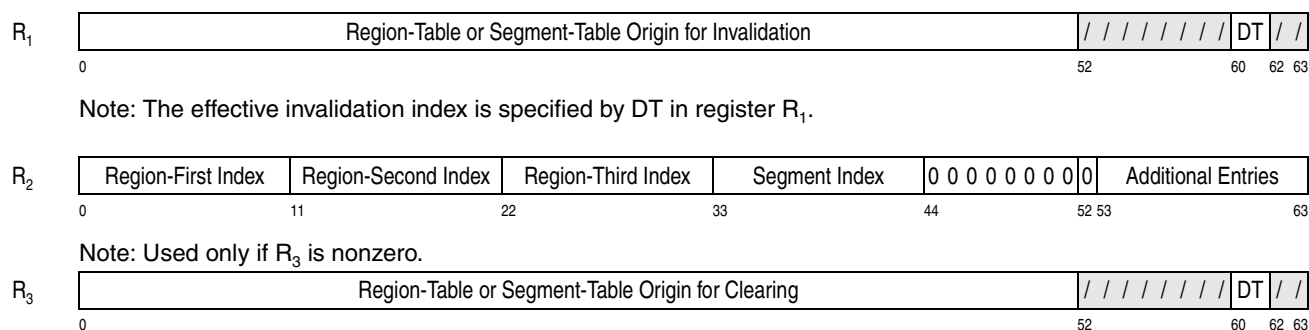 R1 Region-Table or Segment-Table Origin for Invalidation / / / / / / / / DT / /
0 52 60 62 63
Note: The effective invalidation index is specified by DT in register R1.
R2 Region-First Index Region-Second Index Region-Third Index Segment Index 0 0 0 0 0 0 0 0 0 Additional Entries
0 11 22 33 44 52 53 63
Note: Used only if R3 is nonzero.
R3 Region-Table or Segment-Table Origin for Clearing / / / / / / / / DT / /
0 52 60 62 63